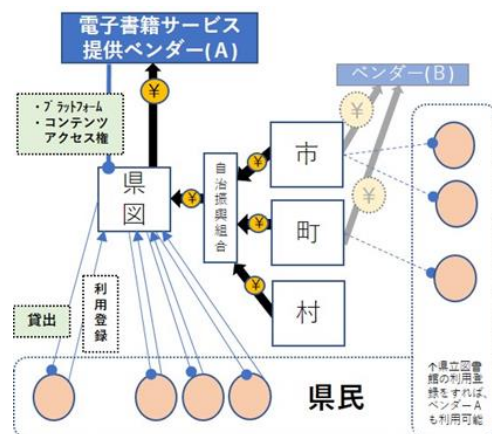 電子書籍サービス
提供ベンダー(A)
ベンダー(B)
¥
¥
¥
・プラットフォーム
・コンテンツ
アクセス権
県図
自治振興組合
市
町
村
¥
¥
¥
¥
貸出
利用登録
県民
↑県立図書
館の利用登
録をすれば、
ベンダーA
も利用可能